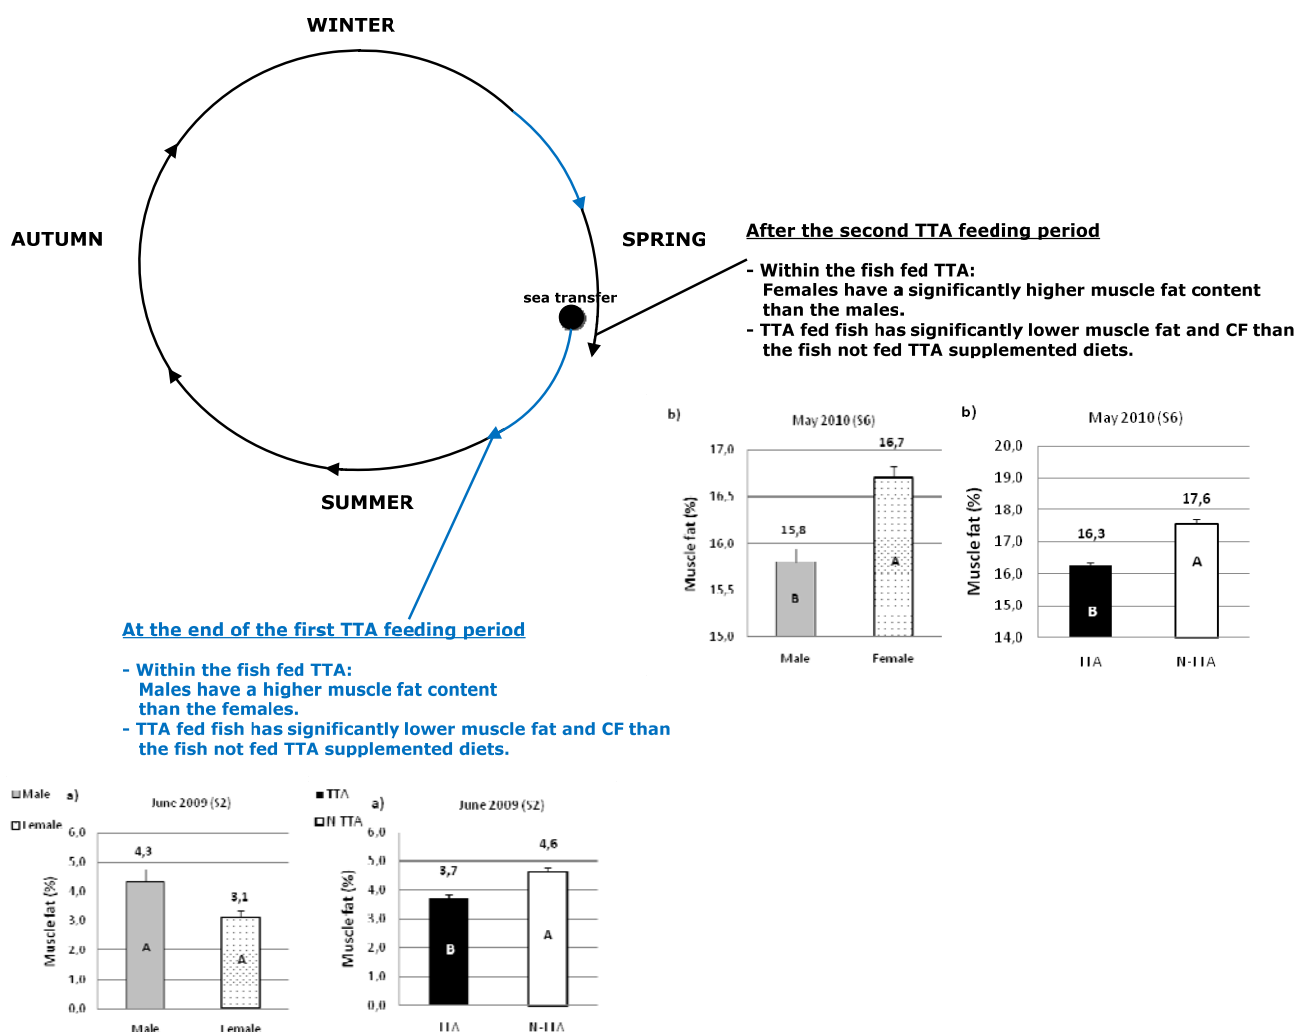 WINTER
AUTUMN
SPRING
sea transfer
SUMMER
After the second TTA feeding period
- Within the fish fed TTA:
Females have a significantly higher muscle fat content
than the males.
- TTA fed fish has significantly lower muscle fat and CF than
the fish not fed TTA supplemented diets.
b)
May 2010 (S6)
Muscle fat (%)
17,0
16,5
16,0
15,5
15,0
15,8
16,7
B
A
Male
Female
b)
May 2010 (S6)
Muscle fat (%)
20,0
19,0
18,0
17,0
16,0
15,0
14,0
16,3
17,6
B
A
TTA
N-TTA
At the end of the first TTA feeding period
- Within the fish fed TTA:
Males have a higher muscle fat content
than the females.
- TTA fed fish has significantly lower muscle fat and CF than
the fish not fed TTA supplemented diets.
Male
Female
a)
June 2009 (S2)
Muscle fat (%)
6,0
5,0
4,0
3,0
2,0
1,0
0,0
4,3
3,1
A
A
Male
Female
TTA
N TTA
a)
June 2009 (S2)
Muscle fat (%)
6,0
5,0
4,0
3,0
2,0
1,0
0,0
3,7
4,6
B
A
TTA
N-TTA